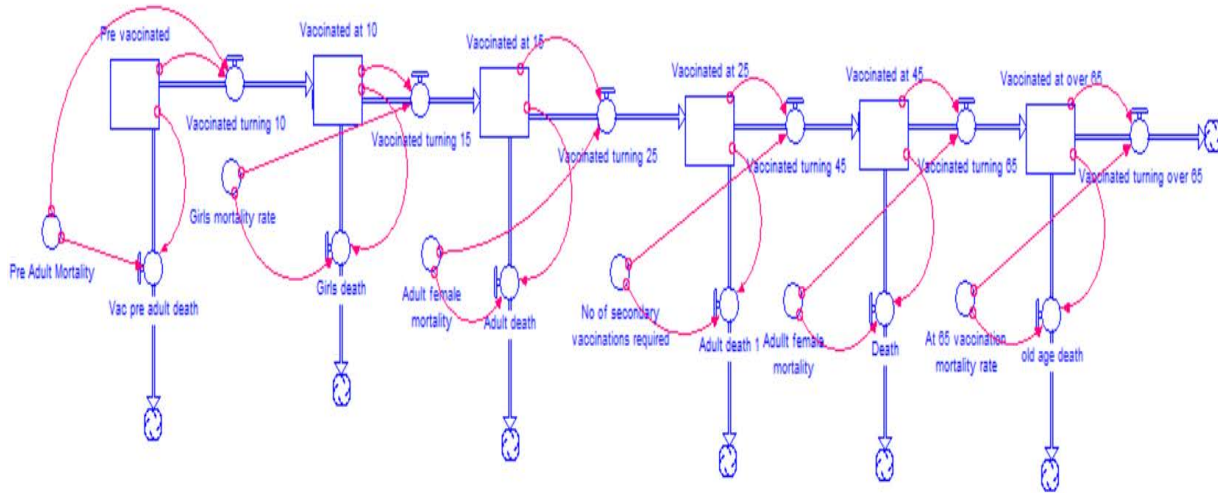 Pre vaccinated
Vaccinated at 10
Vaccinated at 15
Vaccinated at 25
Vaccinated at 45
Vaccinated at over 65
Vaccinated turning 10
Vaccinated turning 15
Vaccinated turning 25
Vaccinated turning 45
Vaccinated turning 65
Vaccinated turning over 65
Girls mortality rate
Pre Adult Mortality
Vac pre adult death
Girls death
Adult female
mortality
Adult death
No of secondary
vaccinations required
Adult death 1
Adult female
mortality
Death
At 65 vaccination
mortality rate
old age death